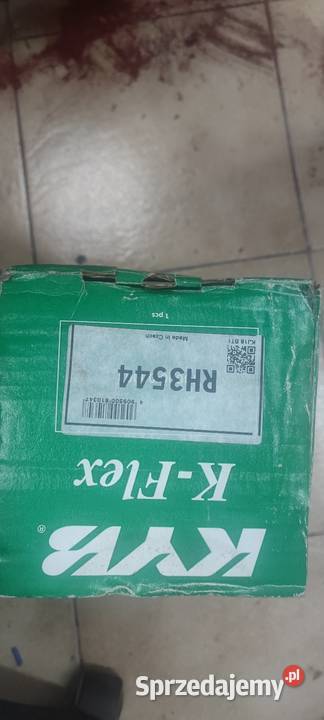 KYB®
K-Flex
RH3544
Made in Czech
1 pcs
Sprzedajemy.pl